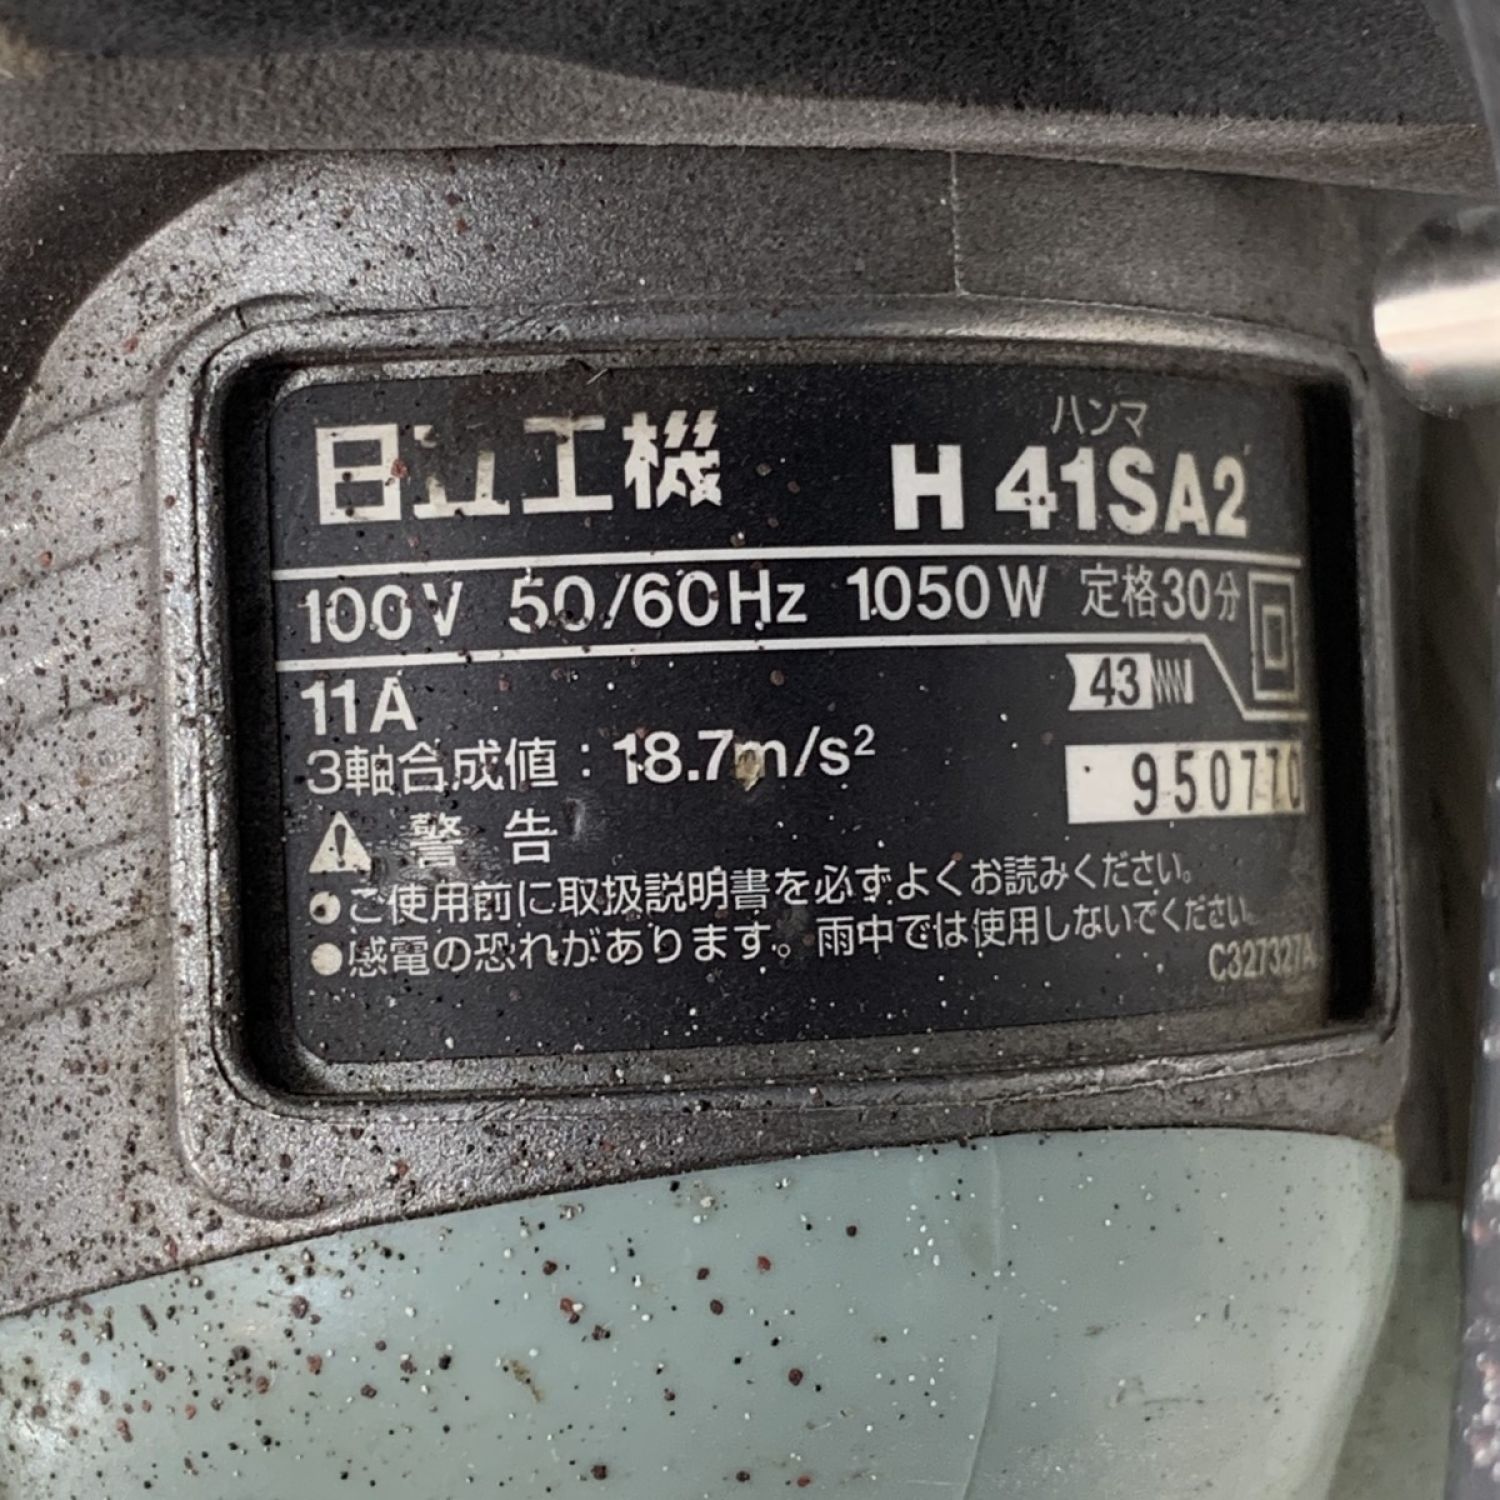 日立工機
ハンマ
H 41SA2
100V 50/60Hz 1050W 定格30分
11A
43
3軸合成値：18.7m/s²
950770
警告
●ご使用前に取扱説明書を必ずよくお読みください。
●感電の恐れがあります。雨中では使用しないでください。
C327327A